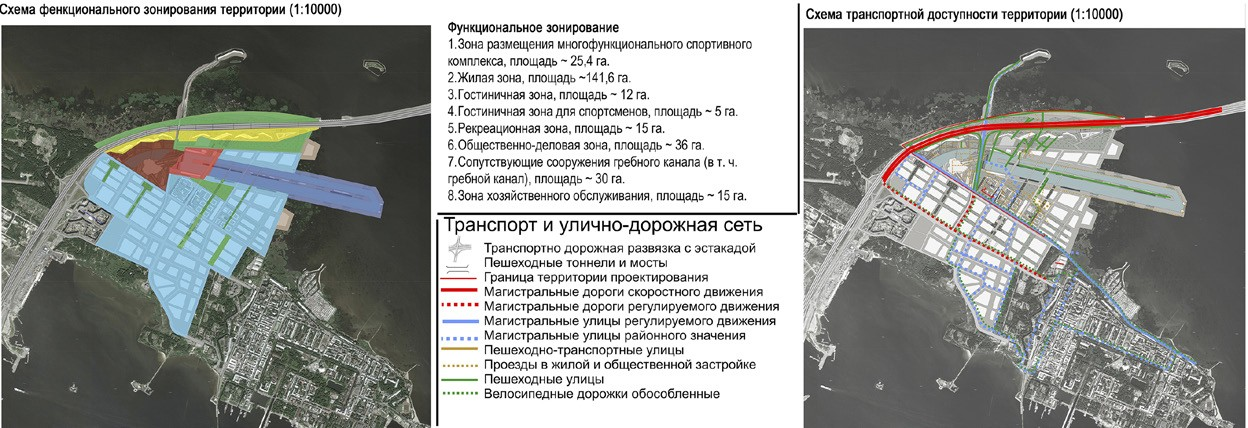 Схема фенкционального зонирования территории (1:10000)
Функциональное зонирование
1.Зона размещения многофункционального спортивного
комплекса, площадь ~ 25,4 га.
2.Жилая зона, площадь ~141,6 га.
3.Гостиничная зона, площадь ~ 12 га.
4.Гостиничная зона для спортсменов, площадь ~ 5 га.
5.Рекреационная зона, площадь ~ 15 га.
6.Общественно-деловая зона, площадь ~ 36 га.
7.Сопутствующие сооружения гребного канала (в т. ч.
гребной канал), площадь ~ 30 га.
8.Зона хозяйственного обслуживания, площадь ~ 15 га.
Транспорт и улично-дорожная сеть
Транспортно дорожная развязка с эстакадой
Пешеходные тоннели и мосты
Граница территории проектирования
Магистральные дороги скоростного движения
Магистральные дороги регулируемого движения
Магистральные улицы регулируемого движения
Магистральные улицы районного значения
Пешеходно-транспортные улицы
Проезды в жилой и общественной застройке
Пешеходные улицы
Велосипедные дорожки обособленные
Схема транспортной доступности территории (1:10000)